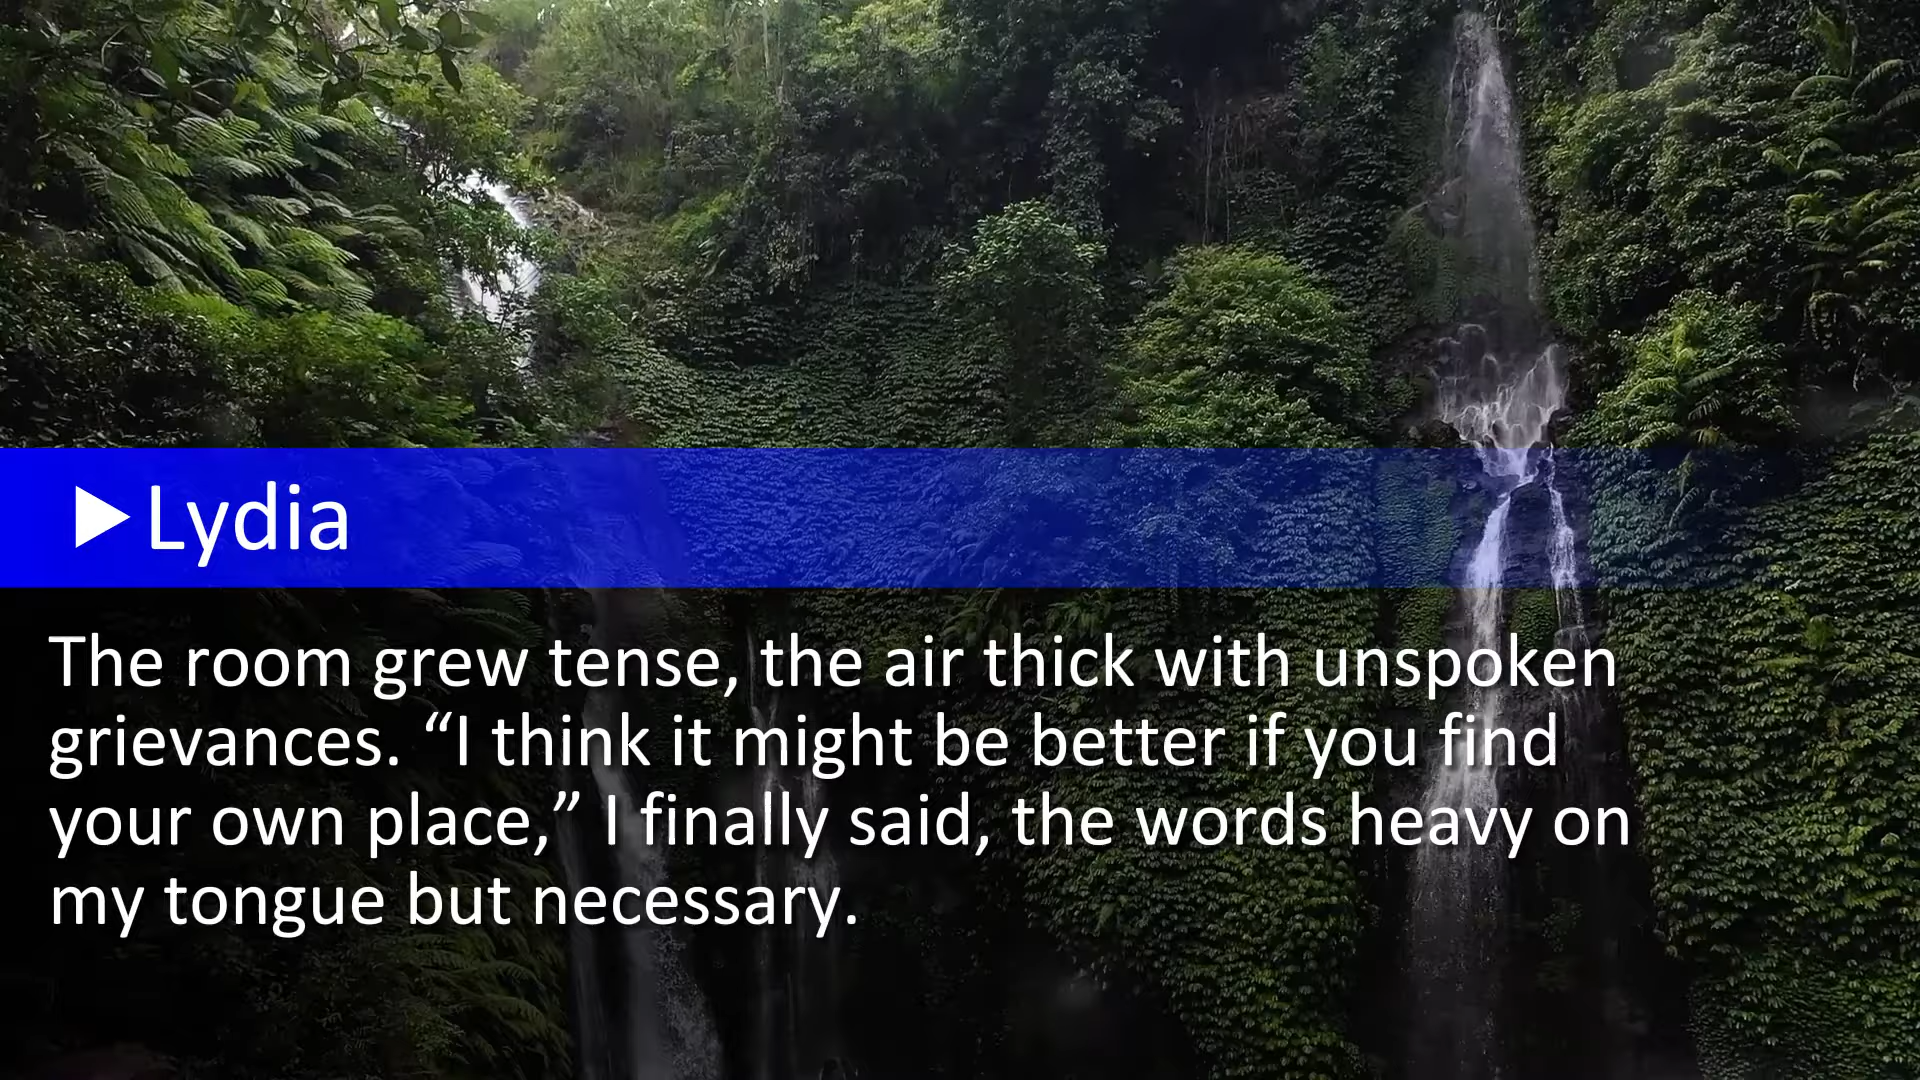 Lydia
The room grew tense, the air thick with unspoken
grievances. “I think it might be better if you find
your own place,” I finally said, the words heavy on
my tongue but necessary.